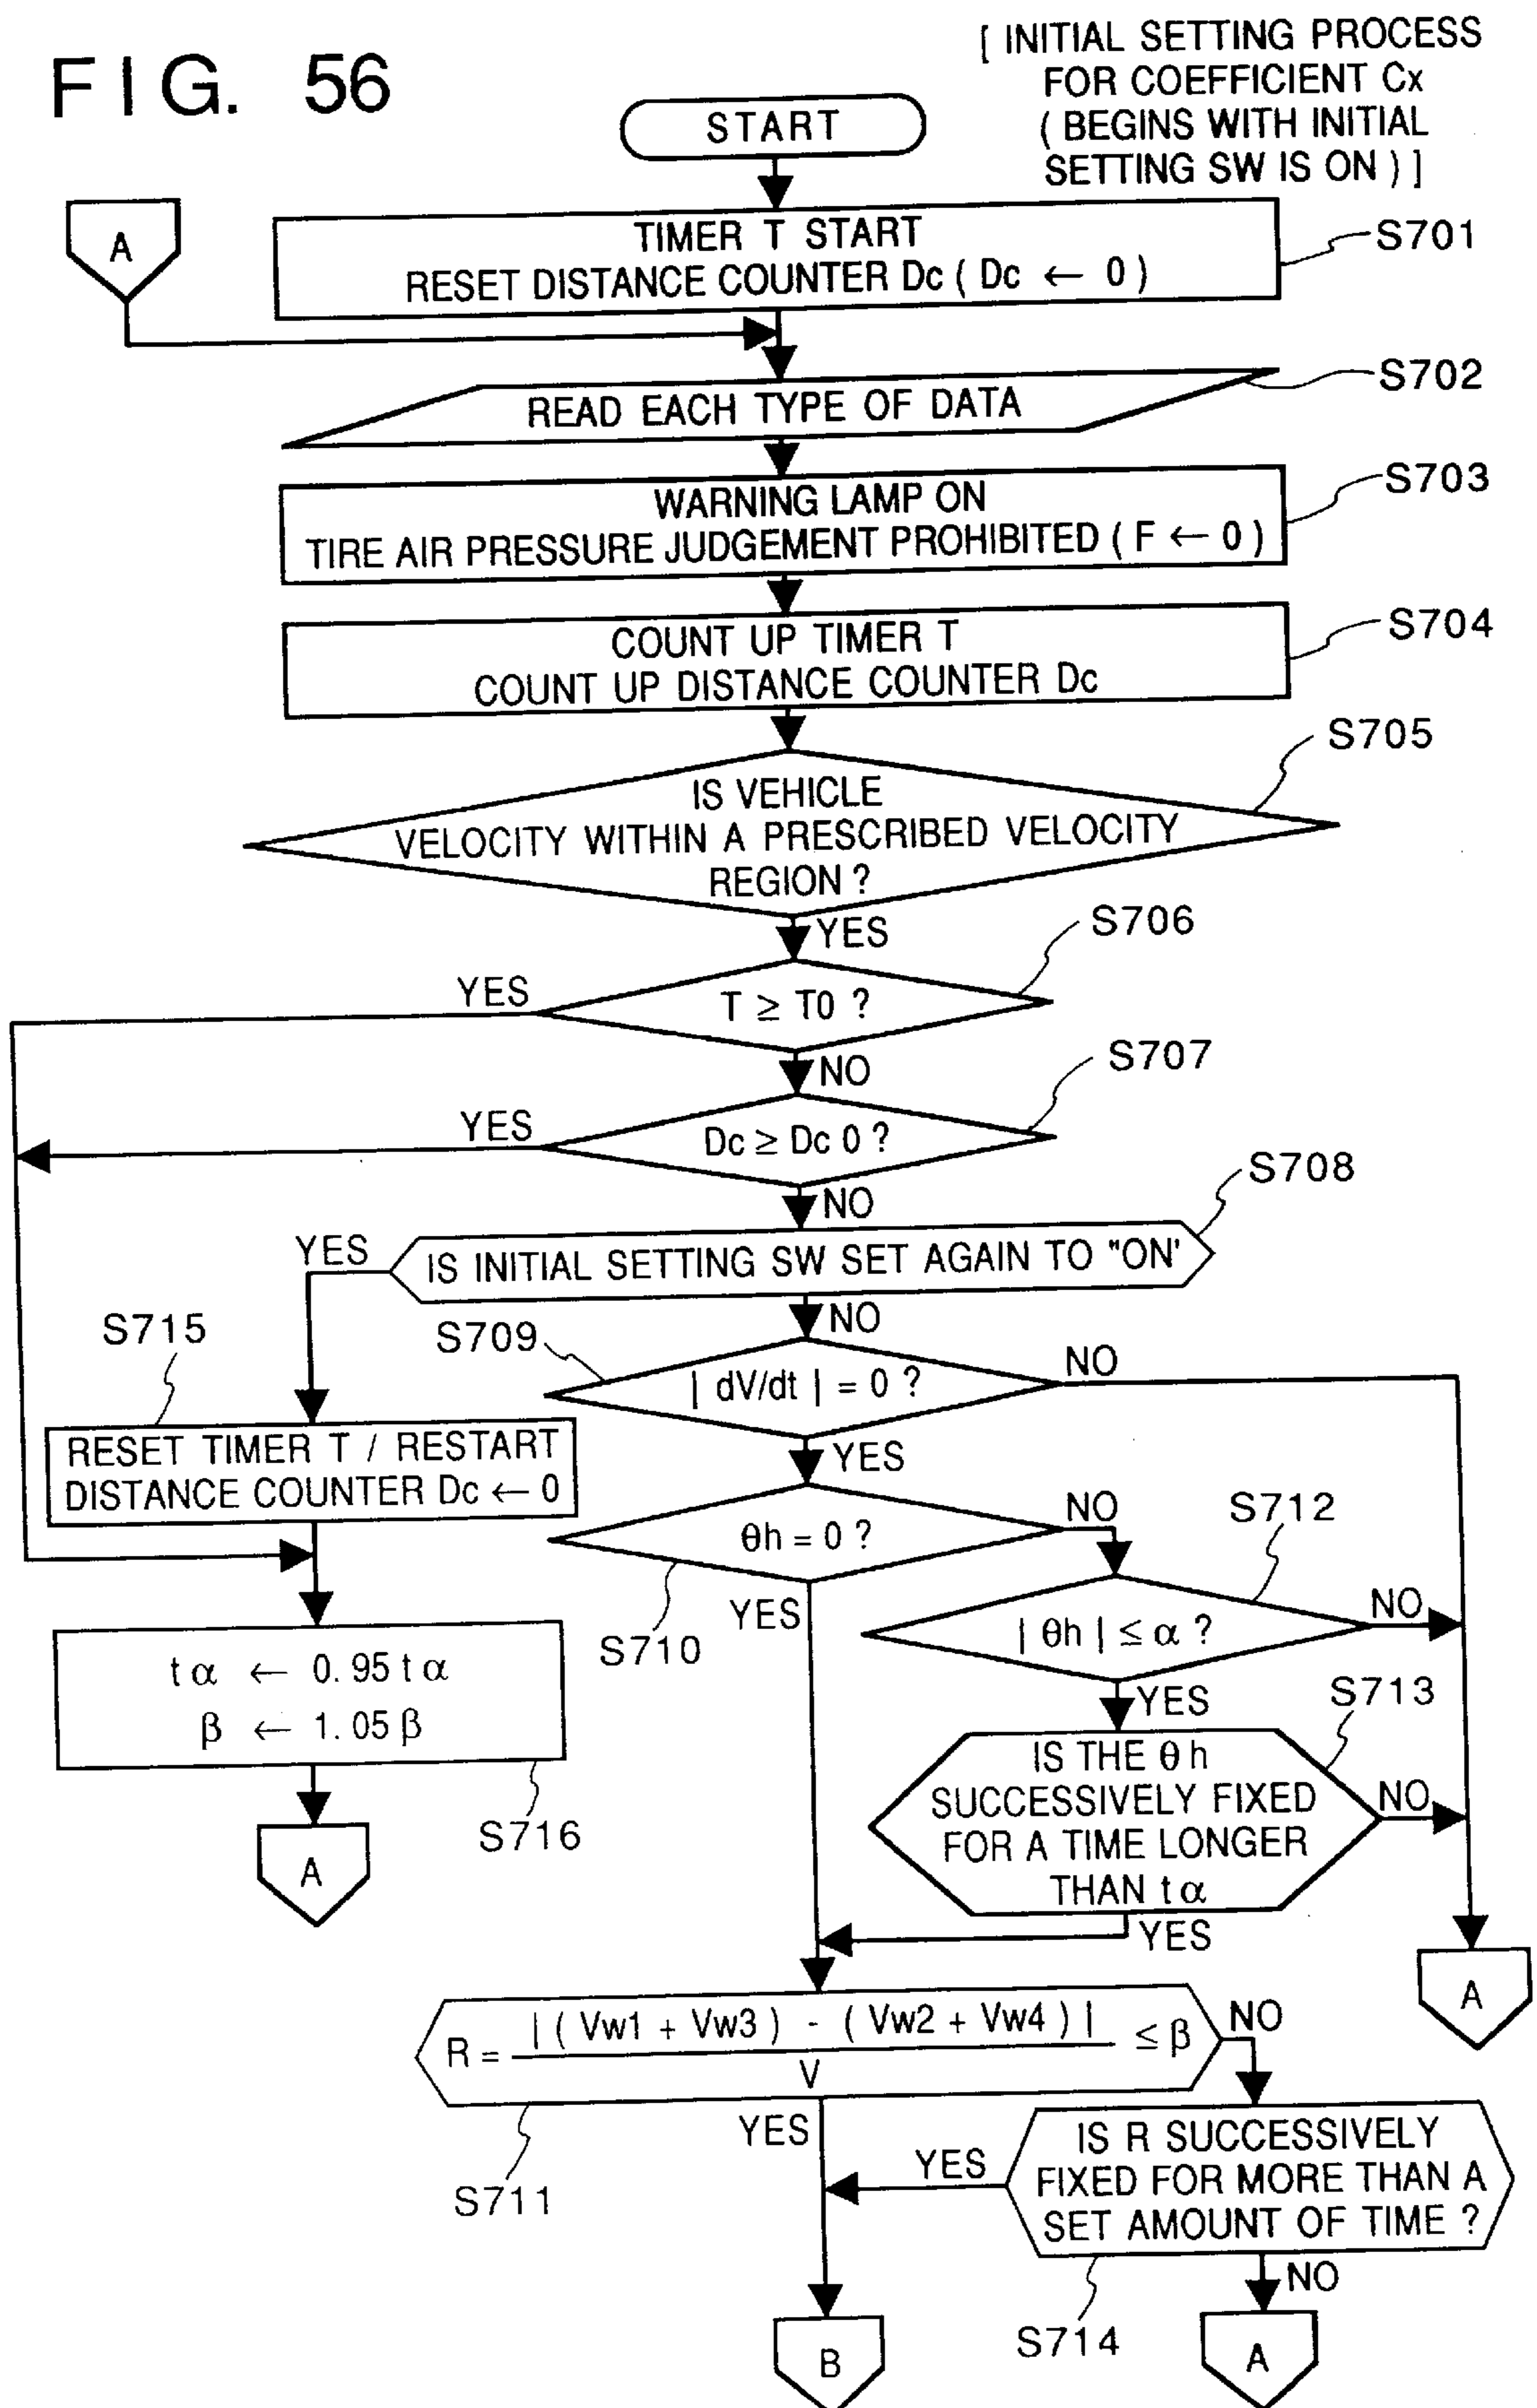 FIG. 56
[ INITIAL SETTING PROCESS
FOR COEFFICIENT Cx
( BEGINS WITH INITIAL
SETTING SW IS ON ) ]
START
A
TIMER T START
RESET DISTANCE COUNTER Dc ( Dc ← 0 )
S701
READ EACH TYPE OF DATA
S702
WARNING LAMP ON
TIRE AIR PRESSURE JUDGEMENT PROHIBITED ( F ← 0 )
S703
COUNT UP TIMER T
COUNT UP DISTANCE COUNTER Dc
S704
S705
IS VEHICLE
VELOCITY WITHIN A PRESCRIBED VELOCITY
REGION ?
YES
S706
YES
T ≥ T0 ?
NO
S707
YES
Dc ≥ Dc 0 ?
NO
S708
YES
IS INITIAL SETTING SW SET AGAIN TO "ON'
NO
S715
S709
| dV/dt | = 0 ?
NO
RESET TIMER T / RESTART
DISTANCE COUNTER Dc ← 0
YES
θh = 0 ?
NO
S712
YES
S710
| θh | ≤ α ?
NO
tα ← 0.95 tα
β ← 1.05 β
S716
A
YES
S713
IS THE θh
SUCCESSIVELY FIXED
FOR A TIME LONGER
THAN tα
NO
YES
A
R = | ( Vw1 + Vw3 ) - ( Vw2 + Vw4 ) | ≤ β
V
NO
YES
S711
YES
IS R SUCCESSIVELY
FIXED FOR MORE THAN A
SET AMOUNT OF TIME ?
S714
NO
B
A